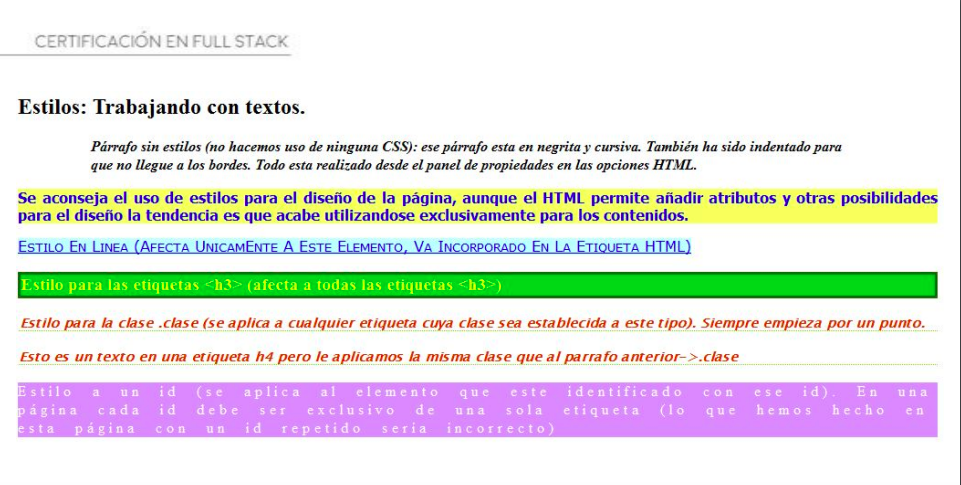 CERTIFICACIÓN EN FULL STACK
Estilos: Trabajando con textos.
Párrafo sin estilos (no hacemos uso de ninguna CSS): ese párrafo esta en negrita y cursiva. También ha sido indentado para
que no llegue a los bordes. Todo esta realizado desde el panel de propiedades en las opciones HTML.
Se aconseja el uso de estilos para el diseño de la página, aunque el HTML permite añadir atributos y otras posibilidades
para el diseño la tendencia es que acabe utilizandose exclusivamente para los contenidos.
Estilo En Linea (Afecta UnicamEnte A Este Elemento, Va Incorporado En La Etiqueta HTML)
Estilo para las etiquetas <h3> (afecta a todas las etiquetas <h3>)
Estilo para la clase .clase (se aplica a cualquier etiqueta cuya clase sea establecida a este tipo). Siempre empieza por un punto.
Esto es un texto en una etiqueta h4 pero le aplicamos la misma clase que al parrafo anterior->.clase
Estilo a un id (se aplica al elemento que este identificado con ese id). En una
página cada id debe ser exclusivo de una sola etiqueta (lo que hemos hecho en
esta página con un id repetido seria incorrecto)